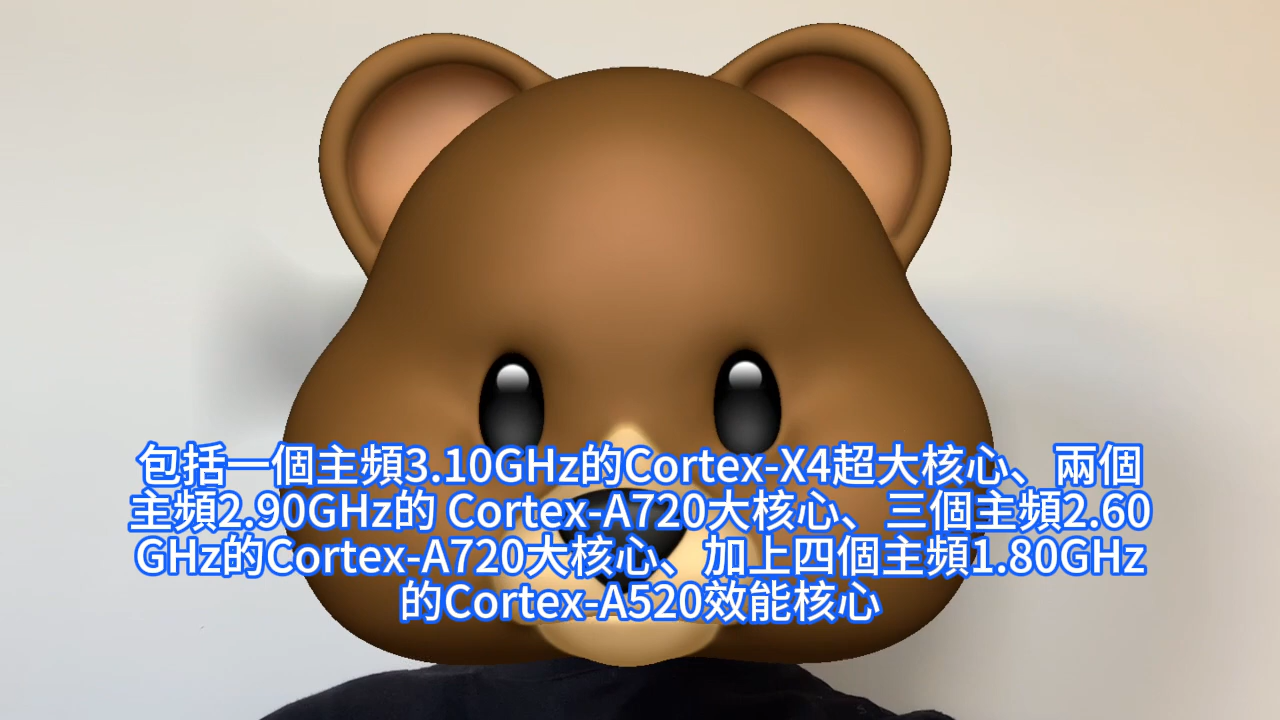 包括一個主頻3.10GHz的Cortex-X4超大核心、兩個
主頻2.90GHz的 Cortex-A720大核心、三個主頻2.60
GHz的Cortex-A720大核心、加上四個主頻1.80GHz
的Cortex-A520效能核心